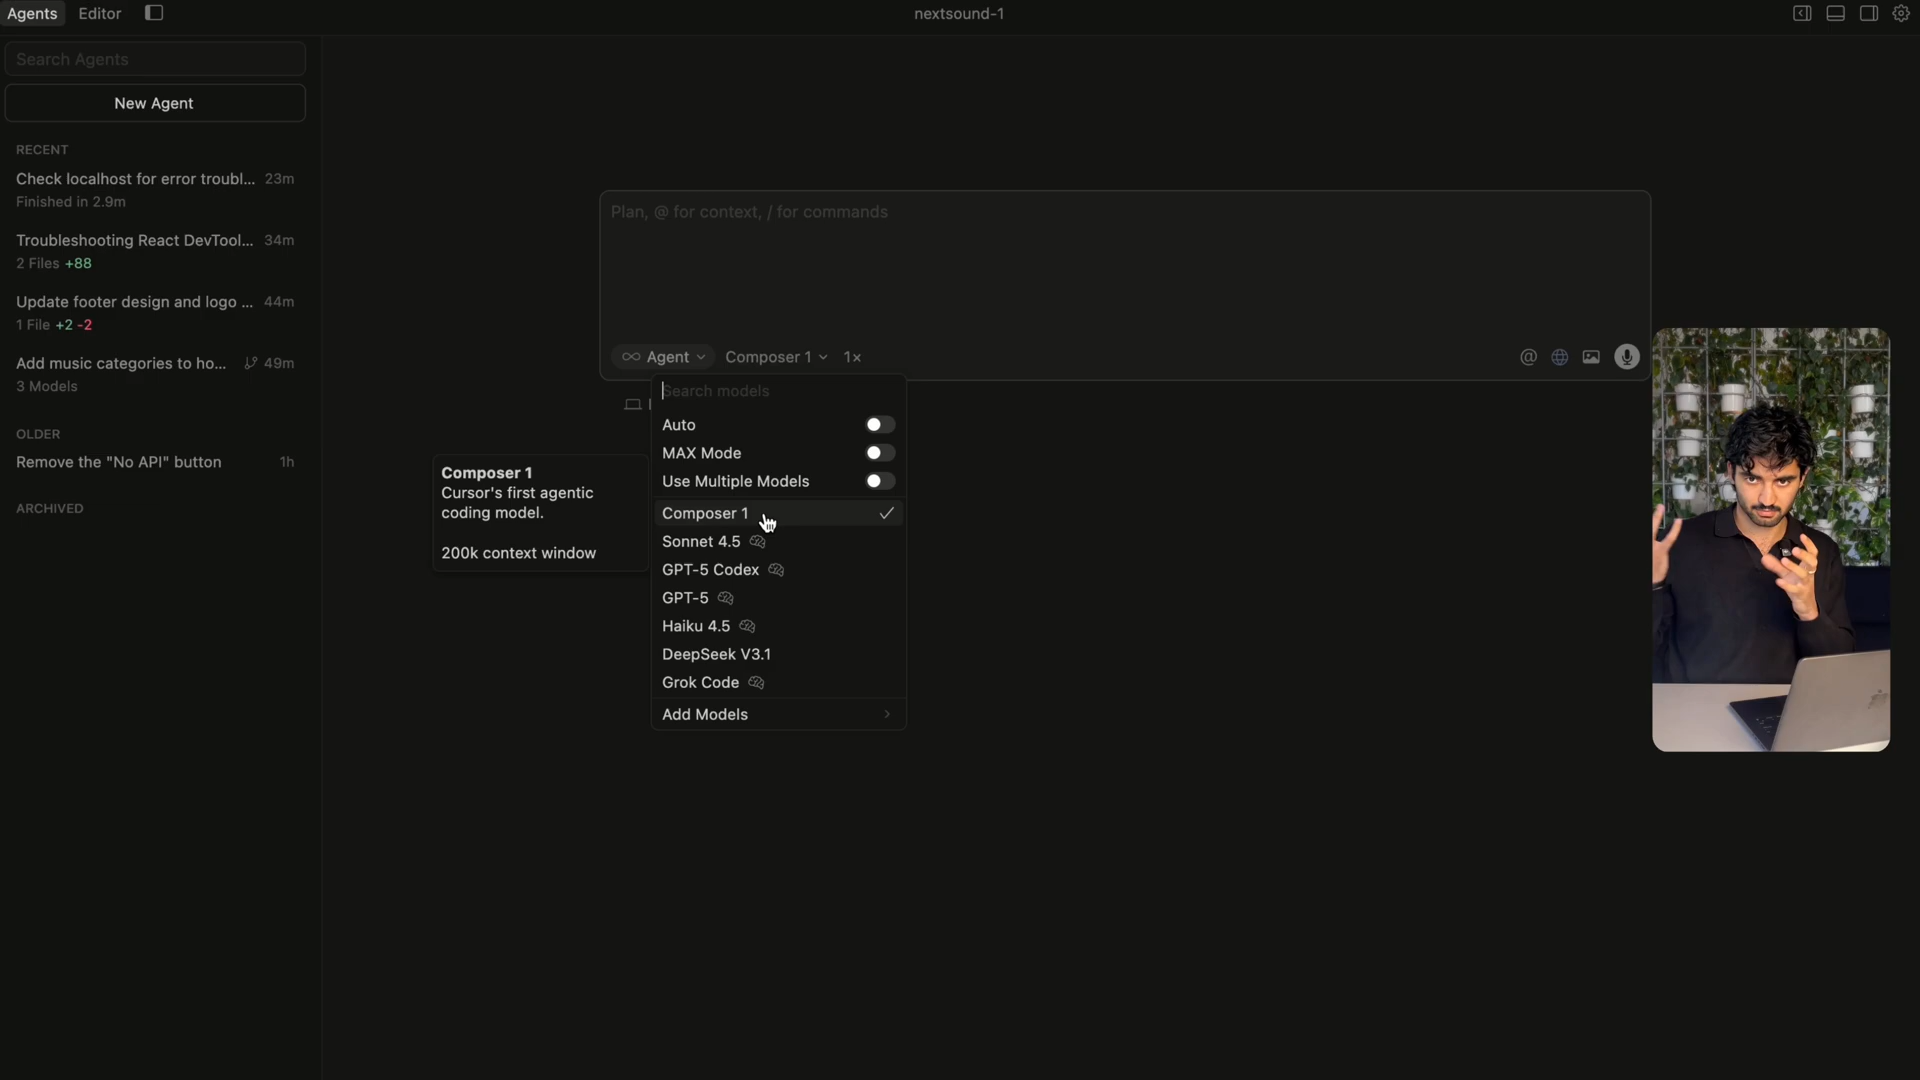 Agents
Editor
nextsound-1
Search Agents
New Agent
RECENT
Check localhost for error troubl... 23m
Finished in 2.9m
Troubleshooting React DevTool... 34m
2 Files +88
Update footer design and logo ... 44m
1 File +2 -2
Add music categories to ho... 49m
3 Models
OLDER
Remove the "No API" button 1h
ARCHIVED
Plan, @ for context, / for commands
Agent
Composer 1
1×
Search models
Auto
MAX Mode
Use Multiple Models
Composer 1
Sonnet 4.5
GPT-5 Codex
GPT-5
Haiku 4.5
DeepSeek V3.1
Grok Code
Add Models
Composer 1
Cursor's first agentic
coding model.
200k context window